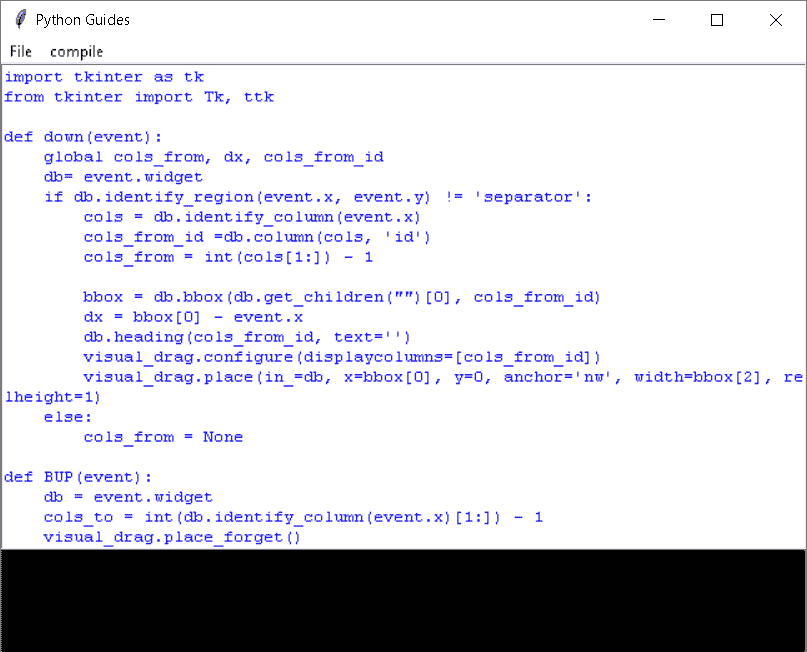 Python Guides
File compile
import tkinter as tk
from tkinter import Tk, ttk

def down(event):
    global cols_from, dx, cols_from_id
    db= event.widget
    if db.identify_region(event.x, event.y) != 'separator':
        cols = db.identify_column(event.x)
        cols_from_id =db.column(cols, 'id')
        cols_from = int(cols[1:]) - 1

        bbox = db.bbox(db.get_children("")[0], cols_from_id)
        dx = bbox[0] - event.x
        db.heading(cols_from_id, text='')
        visual_drag.configure(displaycolumns=[cols_from_id])
        visual_drag.place(in_=db, x=bbox[0], y=0, anchor='nw', width=bbox[2], re
lheight=1)
    else:
        cols_from = None

def BUP(event):
    db = event.widget
    cols_to = int(db.identify_column(event.x)[1:]) - 1
    visual_drag.place_forget()